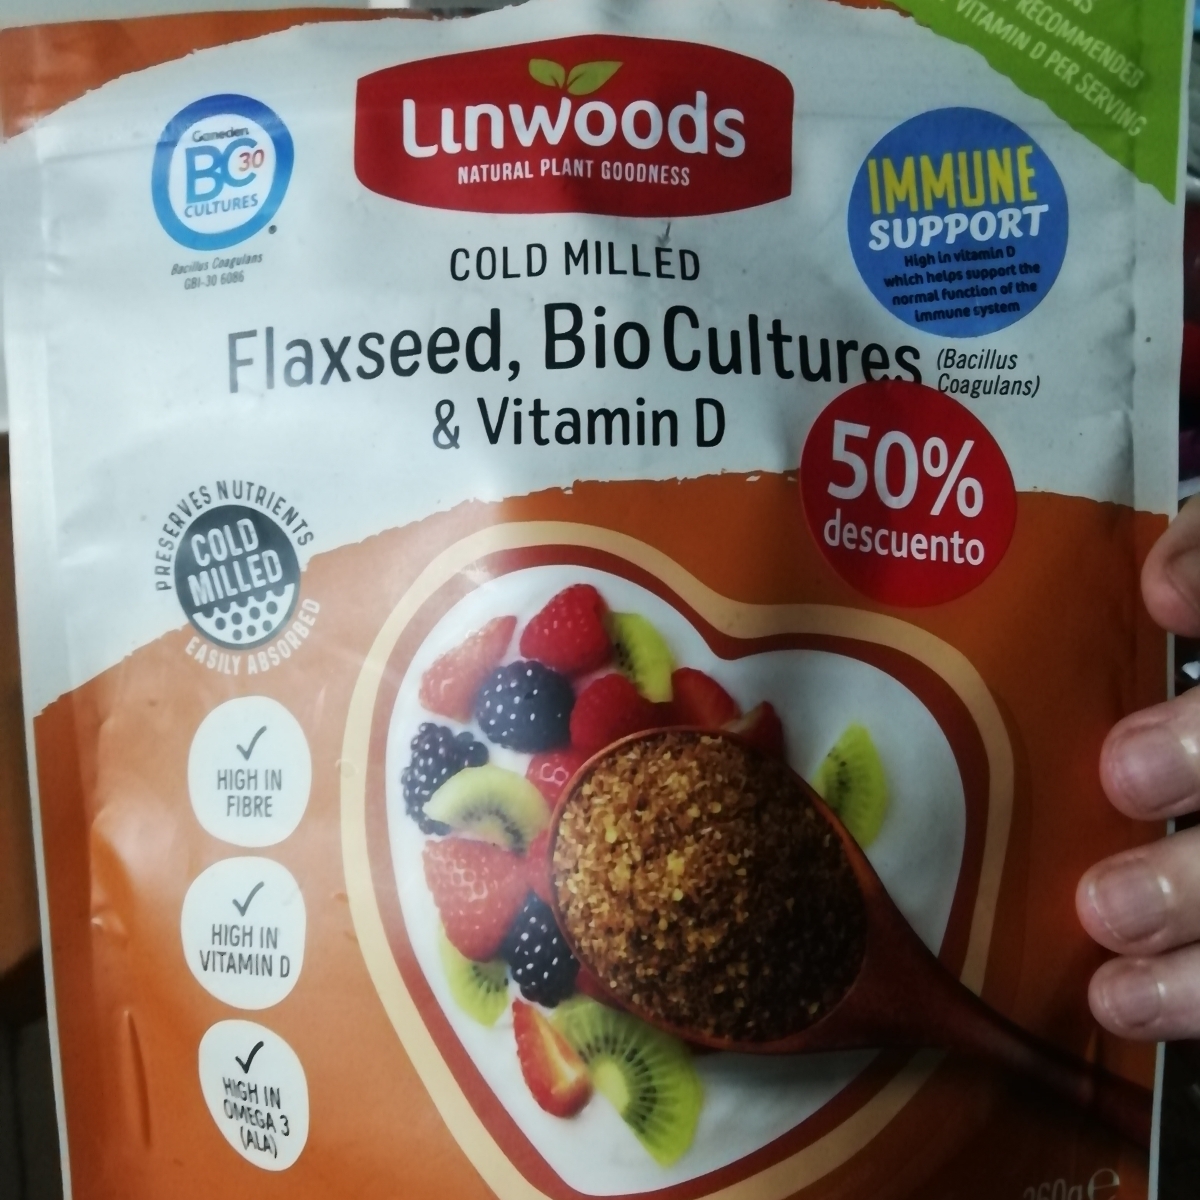 RECOMMENDED
VITAMIN D PER SERVING
Ganeden
BC30
CULTURES
Bacillus Coagulans
GBI-30 6086
Linwoods
NATURAL PLANT GOODNESS
IMMUNE
SUPPORT
High in vitamin D
which helps support the
normal function of the
immune system
COLD MILLED
Flaxseed, Bio Cultures
(Bacillus
Coagulans)
& Vitamin D
50%
descuento
PRESERVES NUTRIENTS
COLD
MILLED
EASILY ABSORBED
HIGH IN
FIBRE
HIGH IN
VITAMIN D
HIGH IN
OMEGA 3
(ALA)